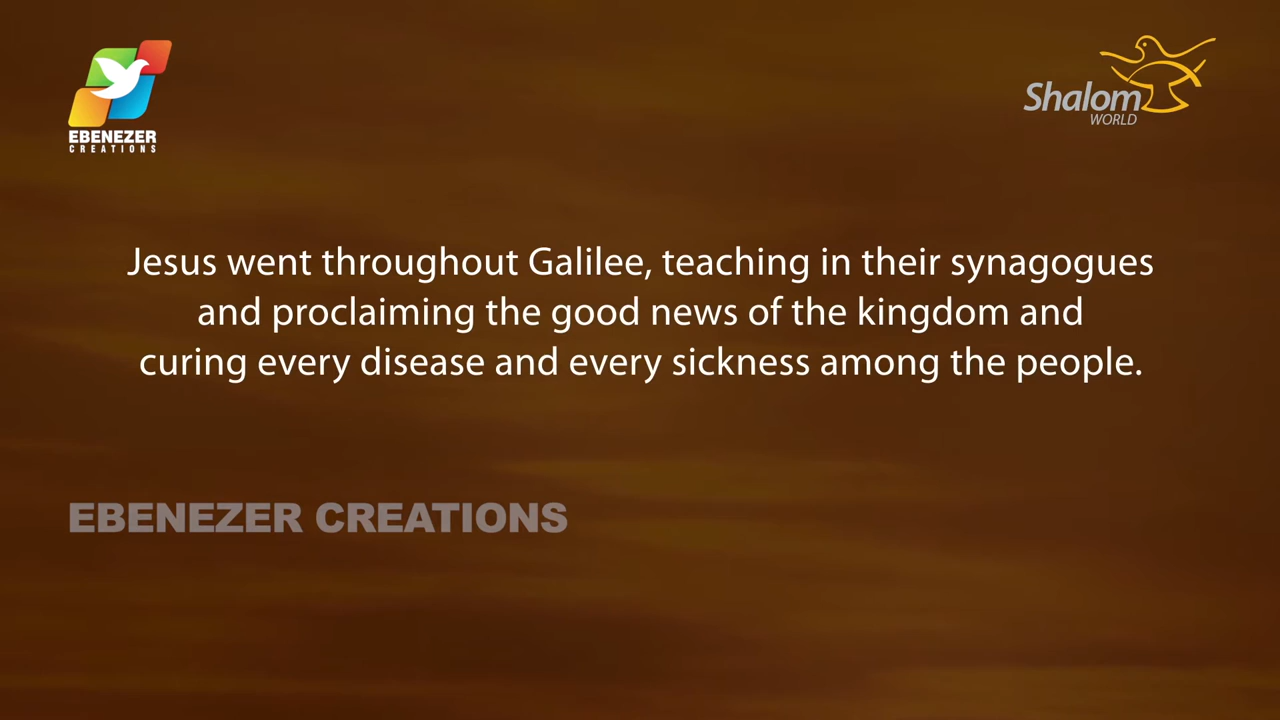 EBENEZER
CREATIONS
Shalom
WORLD
Jesus went throughout Galilee, teaching in their synagogues
and proclaiming the good news of the kingdom and
curing every disease and every sickness among the people.
EBENEZER CREATIONS